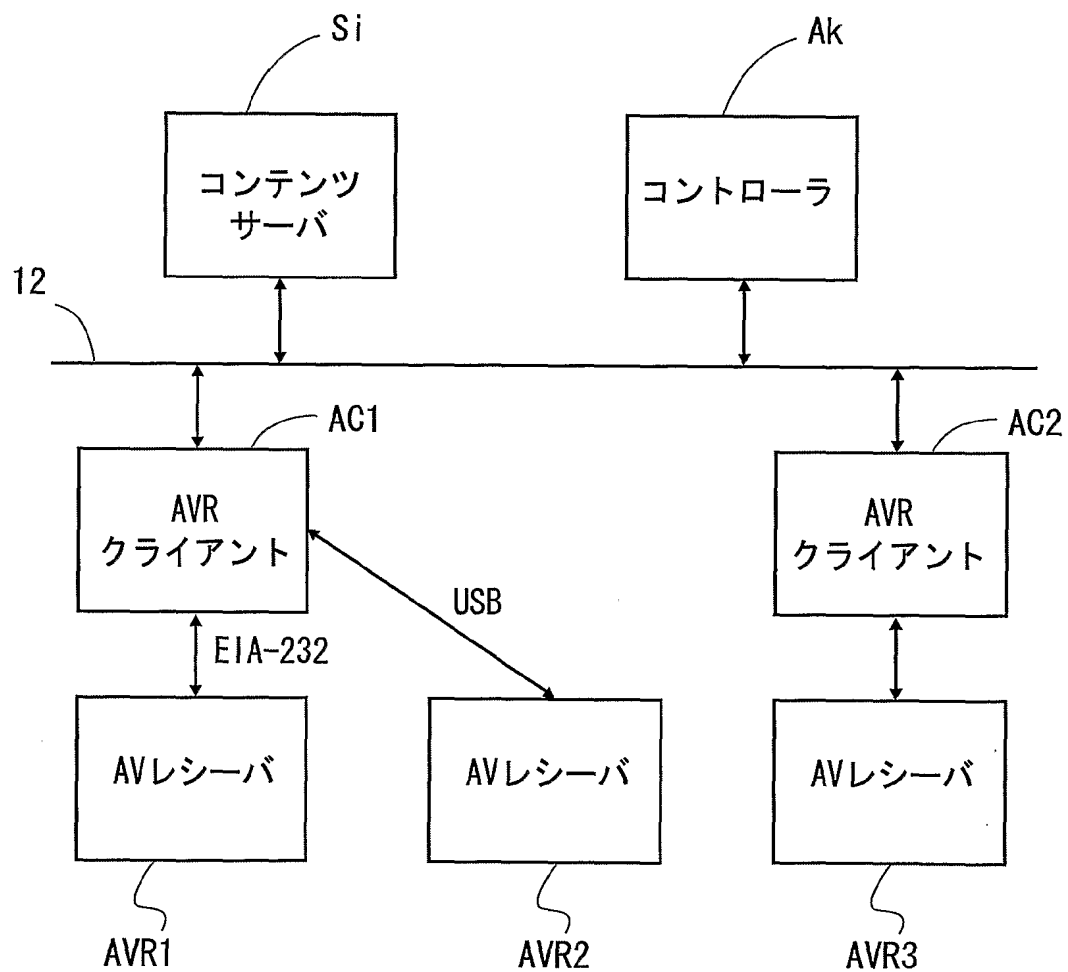 Si
Ak
コンテンツ
サーバ
コントローラ
12
AC1
AC2
AVR
クライアント
AVR
クライアント
USB
EIA-232
AVレシーバ
AVレシーバ
AVレシーバ
AVR1
AVR2
AVR3